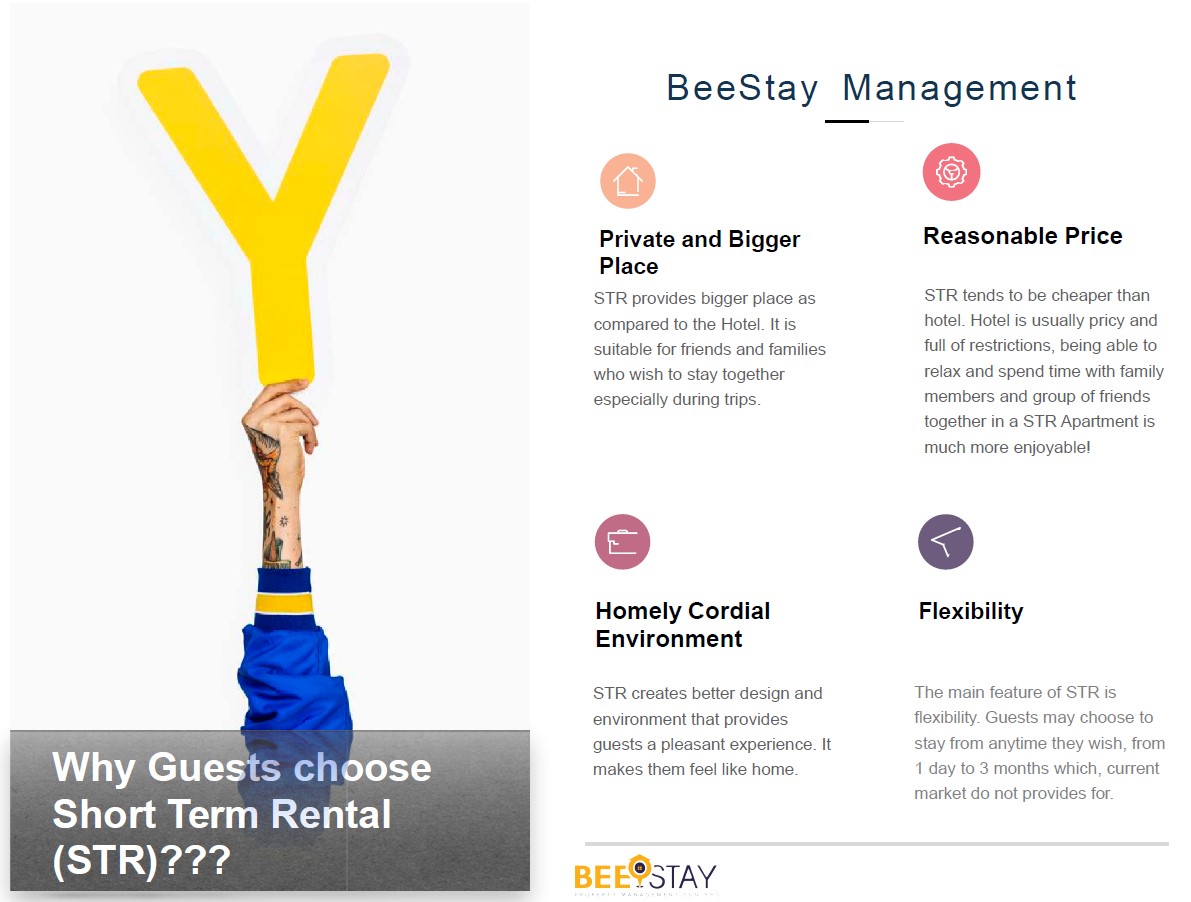 Y
Why Guests choose
Short Term Rental
(STR)???
BeeStay Management
Private and Bigger
Place
STR provides bigger place as
compared to the Hotel. It is
suitable for friends and families
who wish to stay together
especially during trips.
Reasonable Price
STR tends to be cheaper than
hotel. Hotel is usually pricy and
full of restrictions, being able to
relax and spend time with family
members and group of friends
together in a STR Apartment is
much more enjoyable!
Homely Cordial
Environment
STR creates better design and
environment that provides
guests a pleasant experience. It
makes them feel like home.
Flexibility
The main feature of STR is
flexibility. Guests may choose to
stay from anytime they wish, from
1 day to 3 months which, current
market do not provides for.
BEE STAY